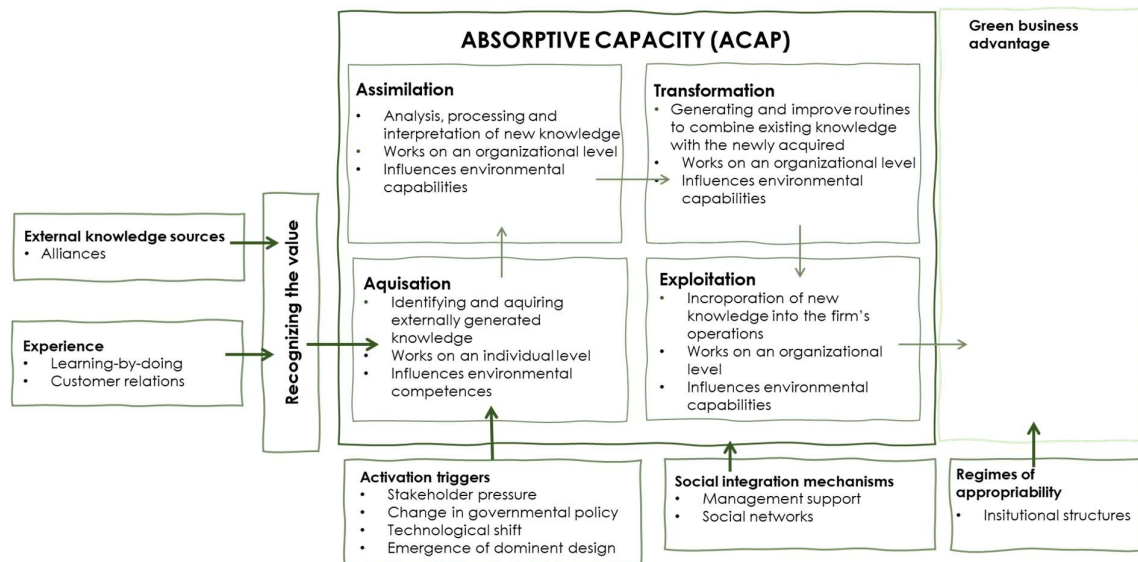 ABSORPTIVE CAPACITY (ACAP)
Green business
advantage
Assimilation
• Analysis, processing and
interpretation of new knowledge
• Works on an organizational level
• Influences environmental
capabilities
Transformation
• Generating and improve routines
to combine existing knowledge
with the newly acquired
• Works on an organizational level
• Influences environmental
capabilities
External knowledge sources
• Alliances
Experience
• Learning-by-doing
• Customer relations
Recognizing the value
Aquisation
• Identifying and aquiring
externally generated
knowledge
• Works on an individual level
• Influences environmental
competences
Exploitation
• Incroporation of new
knowledge into the firm's
operations
• Works on an organizational
level
• Influences environmental
capabilities
Activation triggers
• Stakeholder pressure
• Change in governmental policy
• Technological shift
• Emergence of dominent design
Social integration mechanisms
• Management support
• Social networks
Regimes of
appropriability
• Insitutional structures